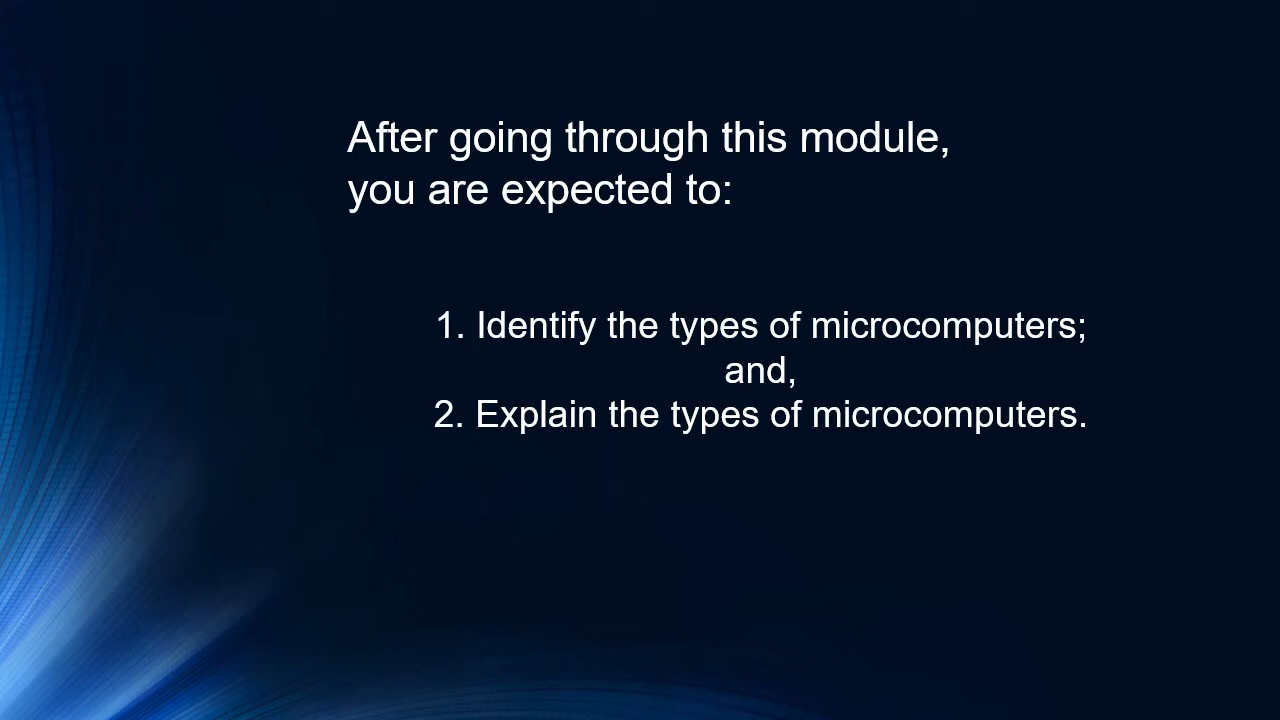 After going through this module,
you are expected to:
1. Identify the types of microcomputers;
and,
2. Explain the types of microcomputers.